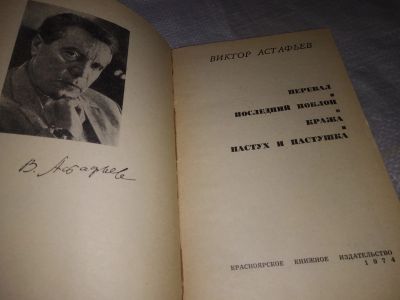 В. Астафьев
ВИКТОР АСТАФЬЕВ
ПЕРЕВАЛ
ПОСЛЕДНИЙ ПОКЛОН
КРАЖА
ПАСТУХ И ПАСТУШКА
КРАСНОЯРСКОЕ КНИЖНОЕ ИЗДАТЕЛЬСТВО
1974